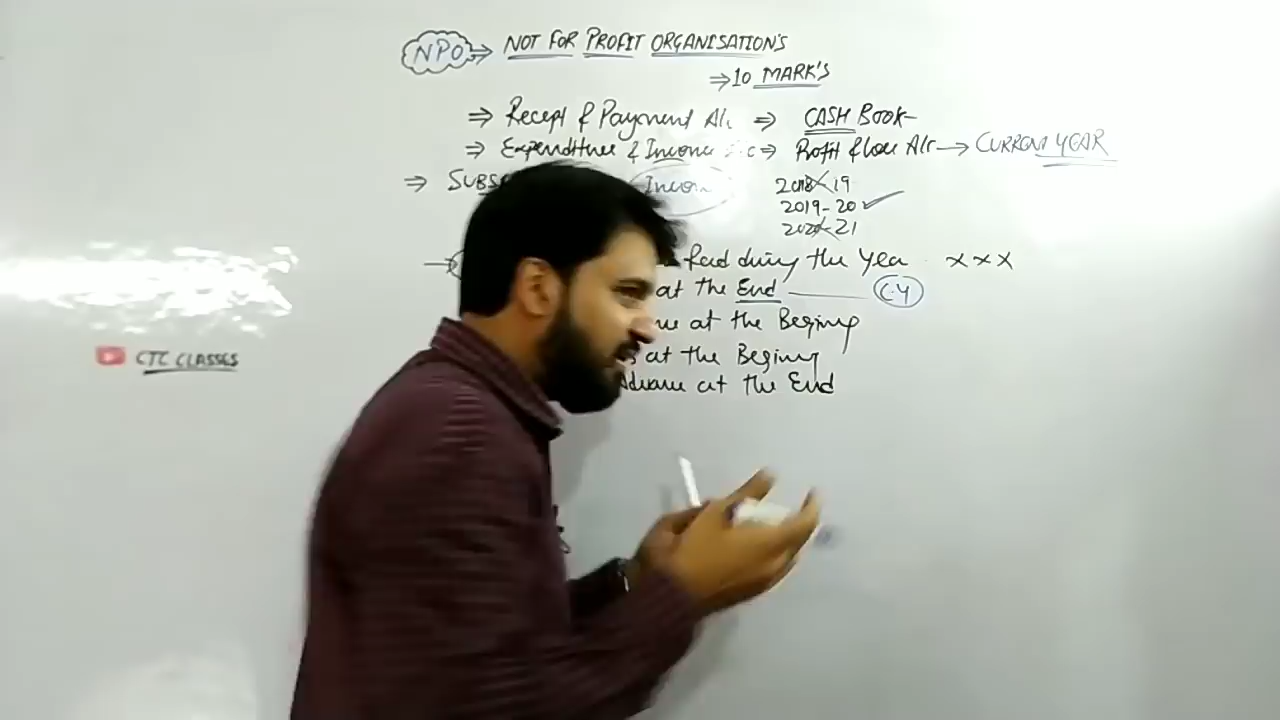 NPO ⇒ NOT FOR PROFIT ORGANISATION'S
⇒ 10 MARK'S
⇒ Recept & Payment A/c ⇒ CASH BOOK
⇒ Expenditure & Income c ⇒ Profit & loss A/c → CURRENT YEAR
⇒ SUBS Incom
2018-19
2019-20 ✓
2020-21
during the Year x x x
at the End C.Y
at the Begining
at the Begining
Advance at the End
CTC CLASSES